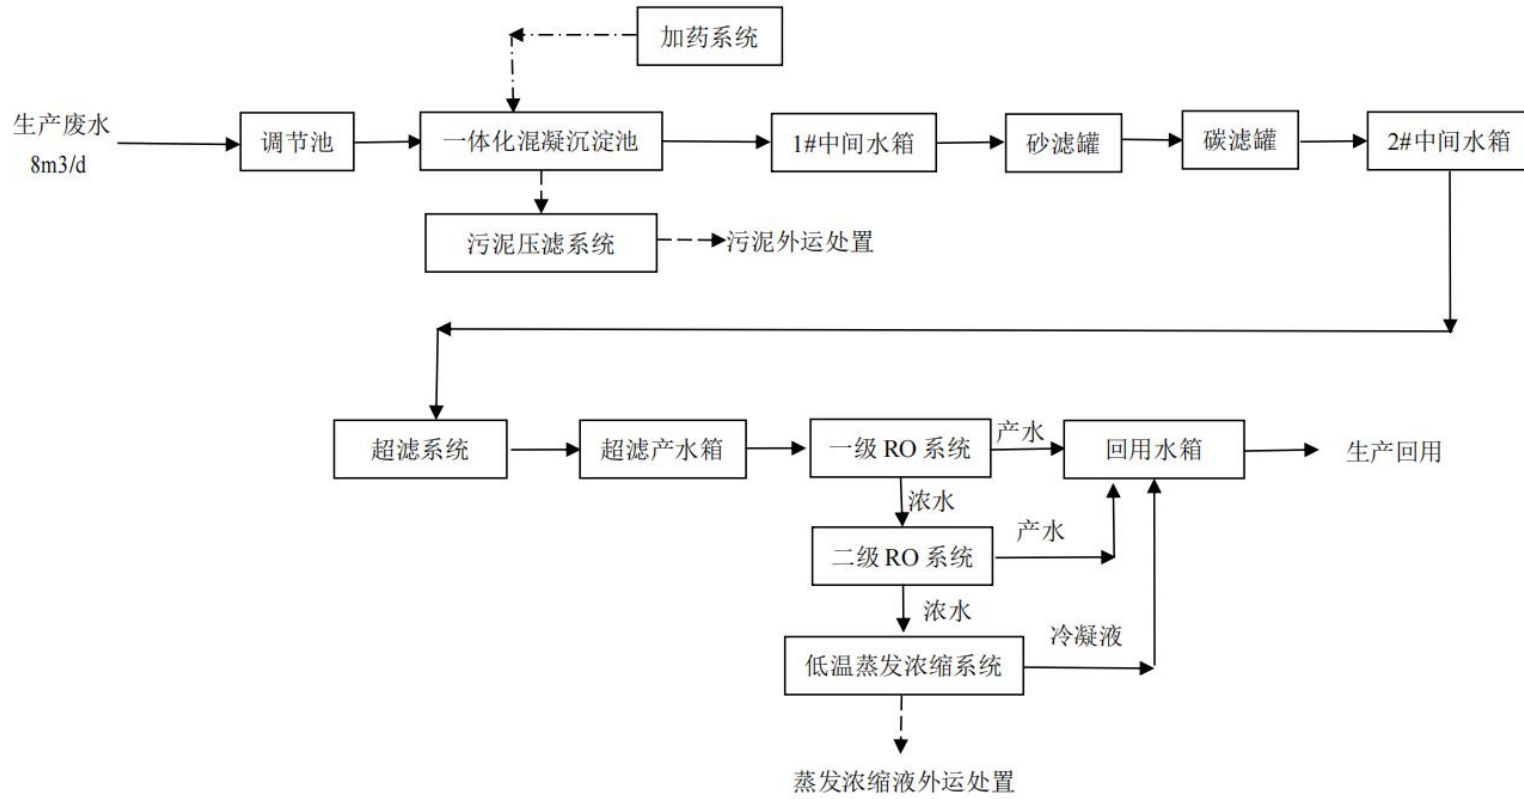 加药系统
生产废水
8m3/d
调节池
一体化混凝沉淀池
1#中间水箱
砂滤罐
碳滤罐
2#中间水箱
污泥压滤系统
污泥外运处置
超滤系统
超滤产水箱
一级 RO 系统
产水
回用水箱
生产回用
浓水
二级 RO 系统
产水
浓水
低温蒸发浓缩系统
冷凝液
蒸发浓缩液外运处置